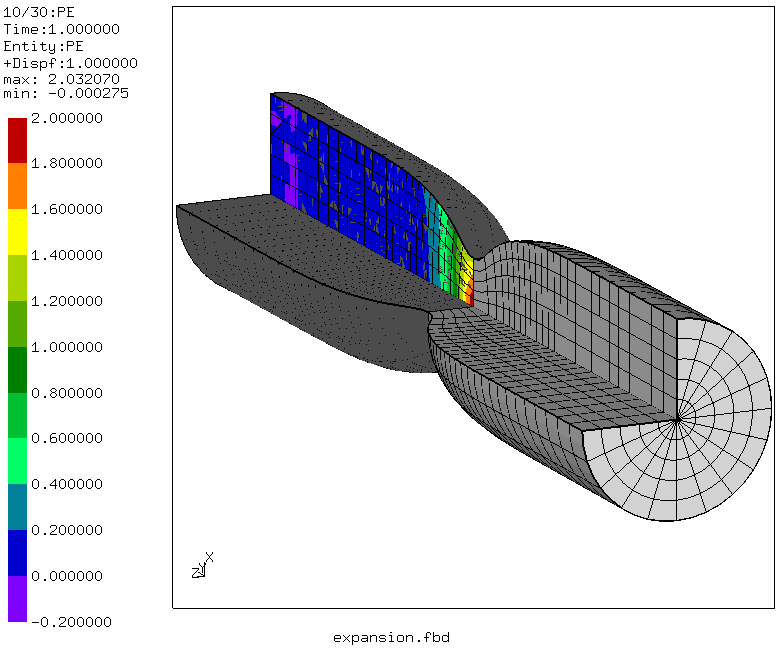 10/30:PE
Time:1.000000
Entity:PE
+Dispf:1.000000
max: 2.032070
min: -0.000275
2.000000
1.800000
1.600000
1.400000
1.200000
1.000000
0.800000
0.600000
0.400000
0.200000
0.000000
-0.200000
X
Y
Z
expansion.fbd